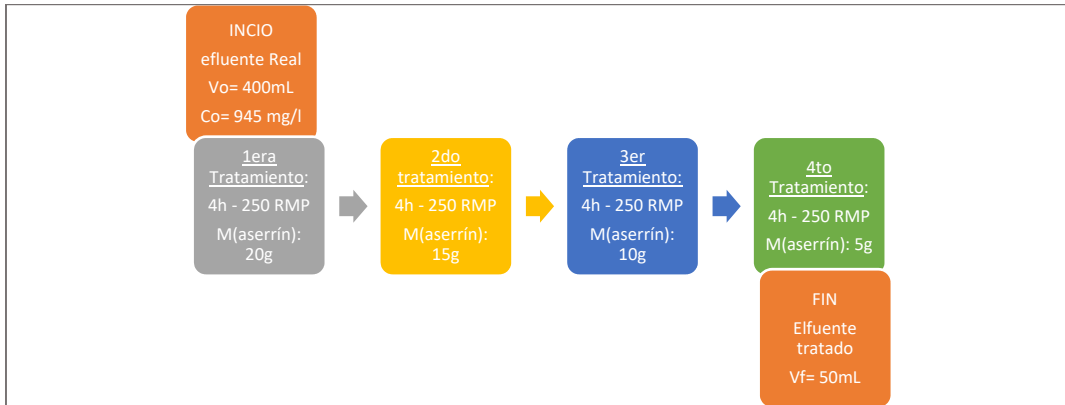 INCIO
efluente Real
Vo= 400mL
Co= 945 mg/l
1era
Tratamiento:
4h - 250 RMP
M(aserrín):
20g
2do
tratamiento:
4h - 250 RMP
M(aserrín):
15g
3er
Tratamiento:
4h - 250 RMP
M(aserrín):
10g
4to
Tratamiento:
4h - 250 RMP
M(aserrín): 5g
FIN
Elfuente
tratado
Vf= 50mL